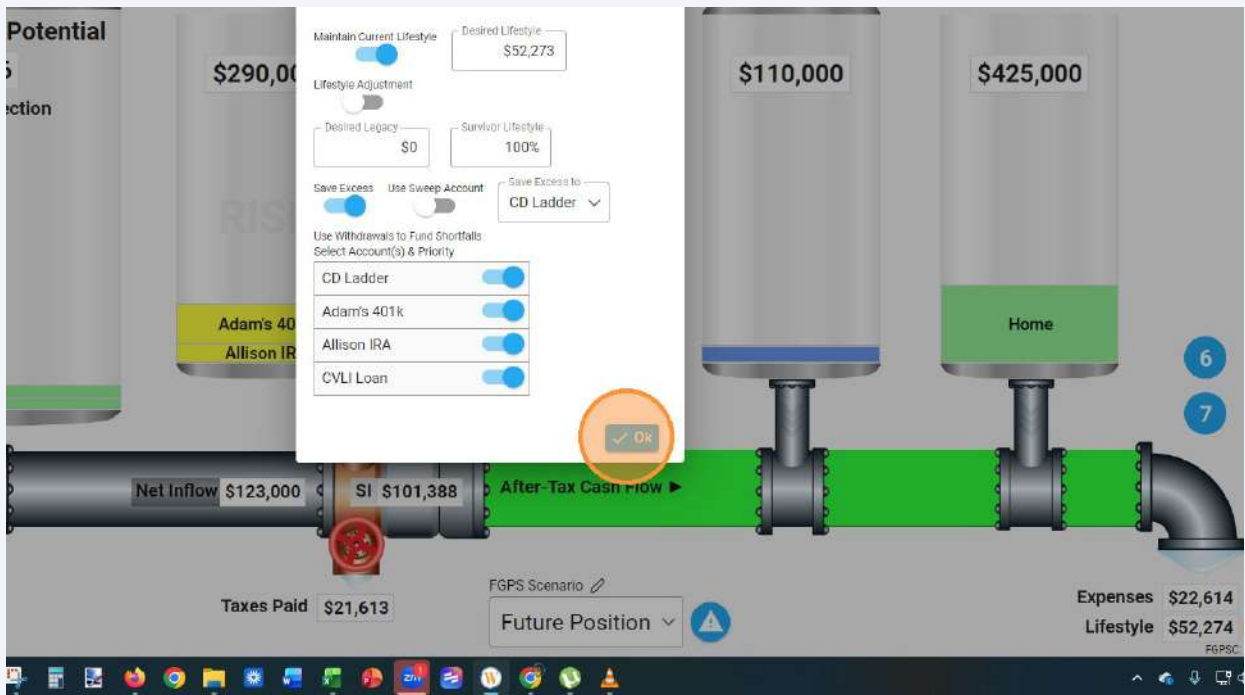 Potential
Maintain Current Lifestyle
Desired Lifestyle
$52,273
$290,00
$110,000
$425,000
Lifestyle Adjustment
ection
Desired Legacy
$0
Survivor Lifestyle
100%
Save Excess
Use Sweep Account
Save Excess to
CD Ladder
RIS
Use Withdrawals to Fund Shortfalls
Select Account(s) & Priority
CD Ladder
Adam's 401k
Allison IRA
CVLI Loan
Adam's 40
Allison IR
Home
6
7
Ok
Net Inflow $123,000
SI $101,388
After-Tax Cash Flow ►
Taxes Paid $21,613
FGPS Scenario
Future Position
Expenses $22,614
Lifestyle $52,274
FGPSC